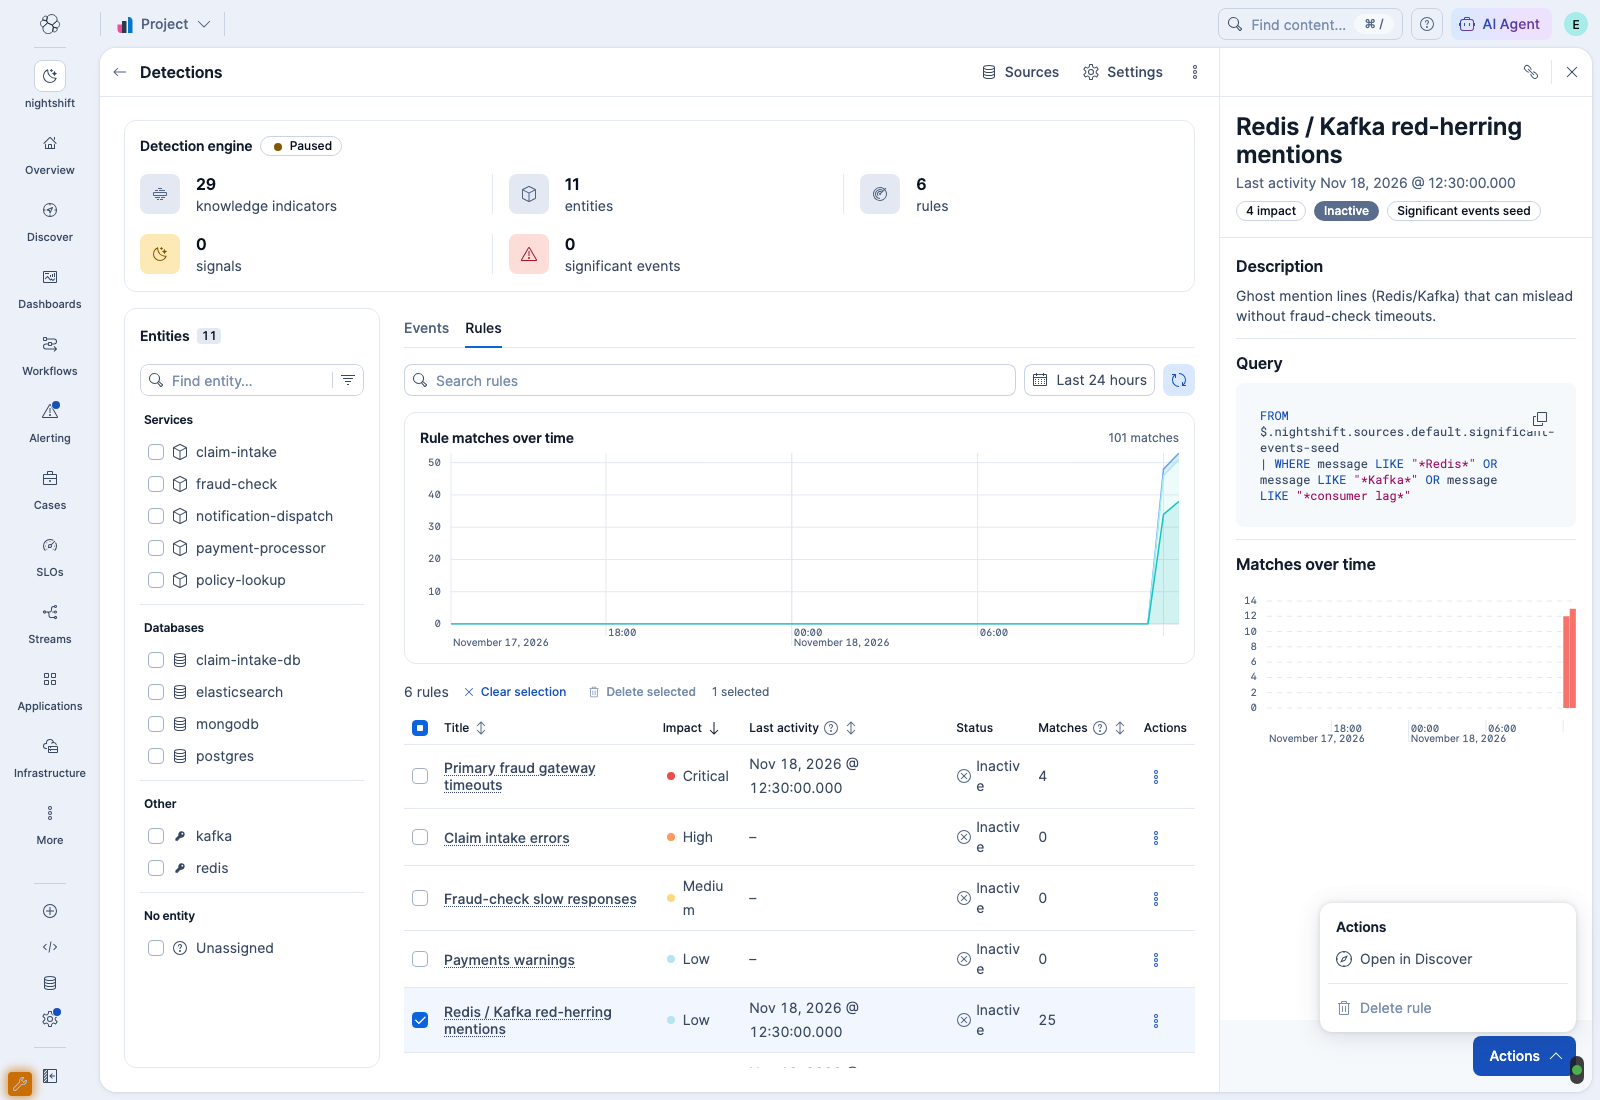 Project
Find content...
⌘ /
AI Agent
E
nightshift
Overview
Discover
Dashboards
Workflows
Alerting
Cases
SLOs
Streams
Applications
Infrastructure
More
Detections
Sources
Settings
Detection engine
Paused
29
knowledge indicators
11
entities
6
rules
0
signals
0
significant events
Entities 11
Find entity...
Services
claim-intake
fraud-check
notification-dispatch
payment-processor
policy-lookup
Databases
claim-intake-db
elasticsearch
mongodb
postgres
Other
kafka
redis
No entity
Unassigned
Events Rules
Search rules
Last 24 hours
Rule matches over time
101 matches
50
40
30
20
10
0
18:00 00:00 06:00
November 17, 2026 November 18, 2026
6 rules Clear selection Delete selected 1 selected
Title Impact Last activity Status Matches Actions
Primary fraud gateway timeouts
Critical
Nov 18, 2026 @ 12:30:00.000
Inactive
4
Claim intake errors
High
–
Inactive
0
Fraud-check slow responses
Medium
–
Inactive
0
Payments warnings
Low
–
Inactive
0
Redis / Kafka red-herring mentions
Low
Nov 18, 2026 @ 12:30:00.000
Inactive
25
Redis / Kafka red-herring
mentions
Last activity Nov 18, 2026 @ 12:30:00.000
4 impact
Inactive
Significant events seed
Description
Ghost mention lines (Redis/Kafka) that can mislead
without fraud-check timeouts.
Query
FROM
$.nightshift.sources.default.significant-
events-seed
| WHERE message LIKE "*Redis*" OR
message LIKE "*Kafka*" OR message
LIKE "*consumer lag*"
Matches over time
14
12
10
8
6
4
2
0
18:00 00:00 06:00
November 17, 2026 November 18, 2026
Actions
Open in Discover
Delete rule
Actions